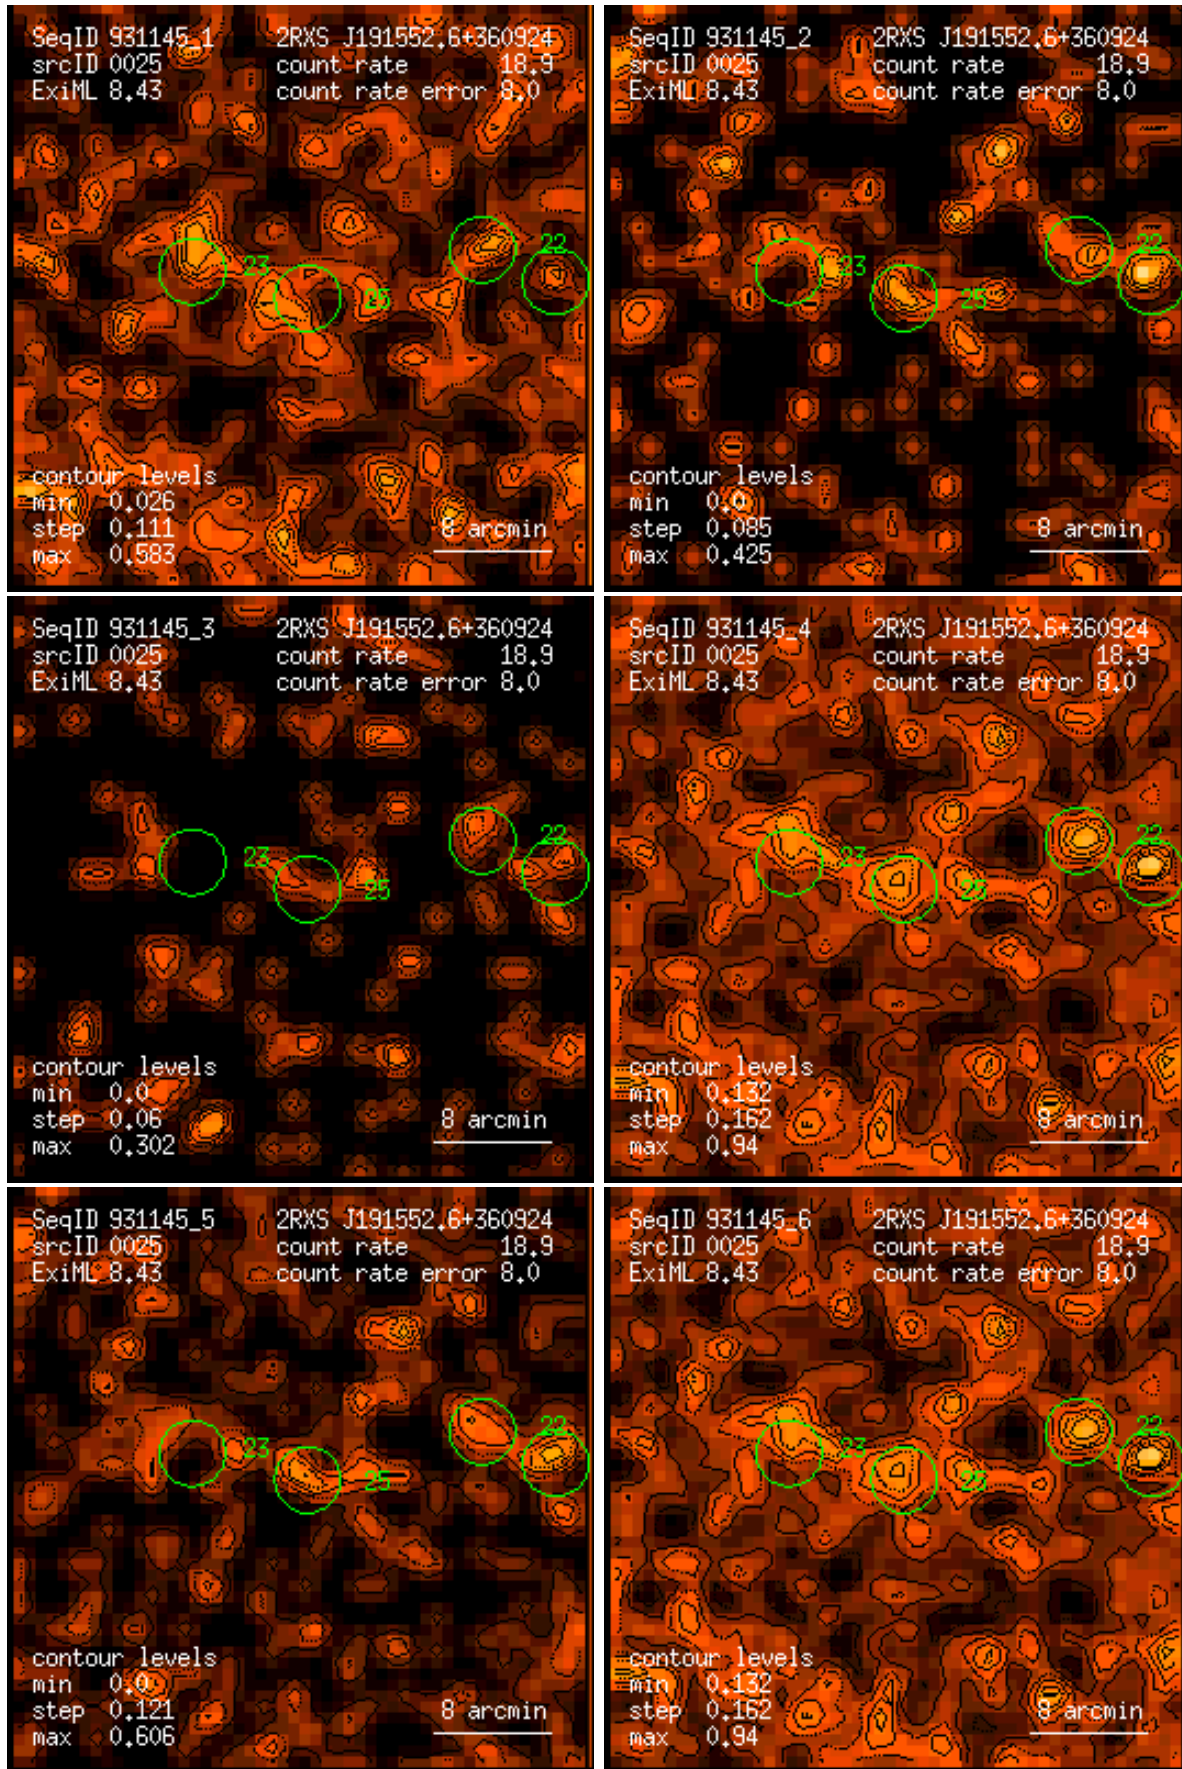 SeqID 931145_1 2RXS J191552.6+360924
srcID 0025 count rate 18.9
ExiML 8.43 count rate error 8.0
22
23
25
contour levels
min 0.026
step 0.111
max 0.583
8 arcmin
SeqID 931145_2 2RXS J191552.6+360924
srcID 0025 count rate 18.9
ExiML 8.43 count rate error 8.0
22
23
25
contour levels
min 0.0
step 0.085
max 0.425
8 arcmin
SeqID 931145_3 2RXS J191552.6+360924
srcID 0025 count rate 18.9
ExiML 8.43 count rate error 8.0
22
23
25
contour levels
min 0.0
step 0.06
max 0.302
8 arcmin
SeqID 931145_4 2RXS J191552.6+360924
srcID 0025 count rate 18.9
ExiML 8.43 count rate error 8.0
22
23
25
contour levels
min 0.132
step 0.162
max 0.94
8 arcmin
SeqID 931145_5 2RXS J191552.6+360924
srcID 0025 count rate 18.9
ExiML 8.43 count rate error 8.0
22
23
25
contour levels
min 0.0
step 0.121
max 0.606
8 arcmin
SeqID 931145_6 2RXS J191552.6+360924
srcID 0025 count rate 18.9
ExiML 8.43 count rate error 8.0
22
23
25
contour levels
min 0.132
step 0.162
max 0.94
8 arcmin